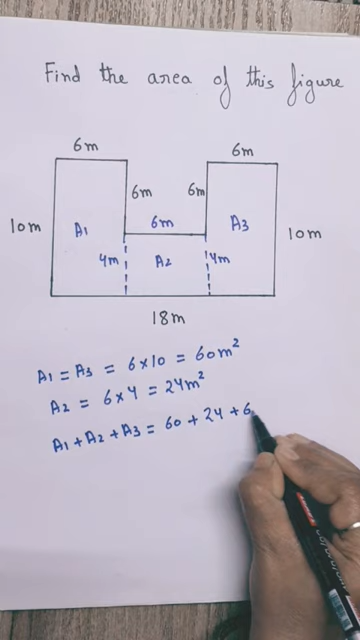 Find the area of this figure
6m 6m
6m 6m
10m A1 6m A3 10m
4m A2 4m
18m
A1 = A3 = 6×10 = 60m²
A2 = 6×4 = 24m²
A1+A2+A3 = 60+24+6